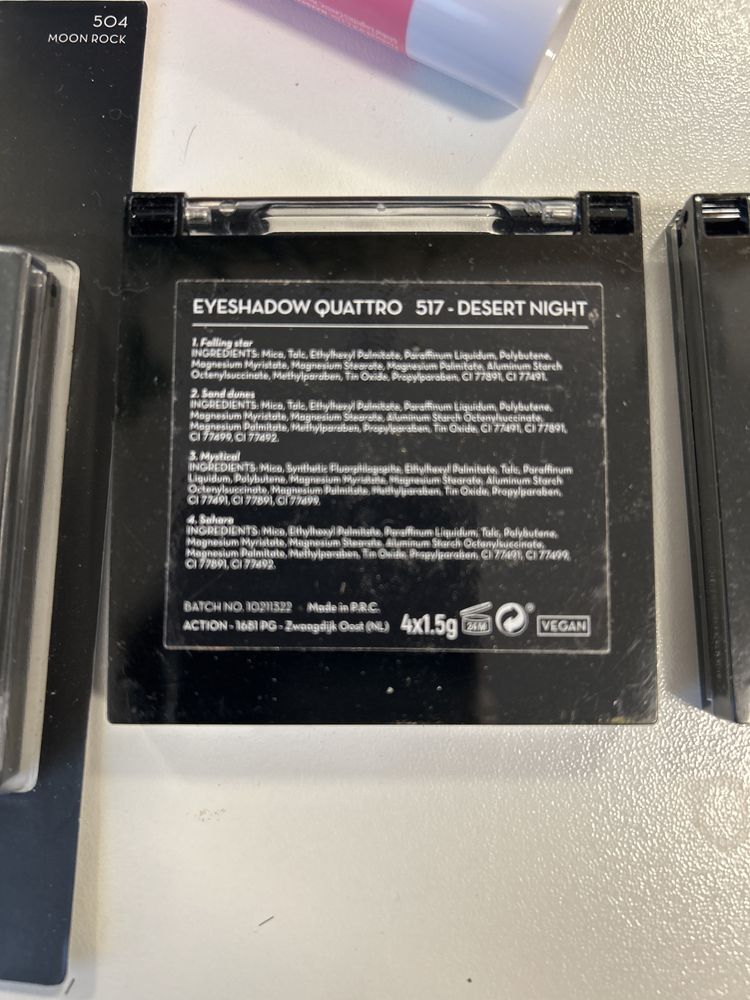 504
MOON ROCK
EYESHADOW QUATTRO 517 - DESERT NIGHT
1. Falling star
INGREDIENTS: Mica, Talc, Ethylhexyl Palmitate, Paraffinum Liquidum, Polybutene,
Magnesium Myristate, Magnesium Stearate, Magnesium Palmitate, Aluminum Starch
Octenylsuccinate, Methylparaben, Tin Oxide, Propylparaben, CI 77891, CI 77491.
2. Sand dunes
INGREDIENTS: Mica, Talc, Ethylhexyl Palmitate, Paraffinum Liquidum, Polybutene,
Magnesium Myristate, Magnesium Stearate, Aluminum Starch Octenylsuccinate,
Magnesium Palmitate, Methylparaben, Propylparaben, Tin Oxide, CI 77491, CI 77891,
CI 77499, CI 77492.
3. Mystical
INGREDIENTS: Mica, Synthetic Fluorphlogopite, Ethylhexyl Palmitate, Talc, Paraffinum
Liquidum, Polybutene, Magnesium Myristate, Magnesium Stearate, Aluminum Starch
Octenylsuccinate, Magnesium Palmitate, Methylparaben, Tin Oxide, Propylparaben,
CI 77491, CI 77891, CI 77499.
4. Sahara
INGREDIENTS: Mica, Ethylhexyl Palmitate, Paraffinum Liquidum, Talc, Polybutene,
Magnesium Myristate, Magnesium Stearate, Aluminum Starch Octenylsuccinate,
Magnesium Palmitate, Methylparaben, Tin Oxide, Propylparaben, CI 77491, CI 77499,
CI 77891, CI 77492.
BATCH NO. 10211322 Made in P.R.C.
ACTION - 1681 PG - Zwaagdijk Oost (NL) 4x1.5g 24M ® VEGAN